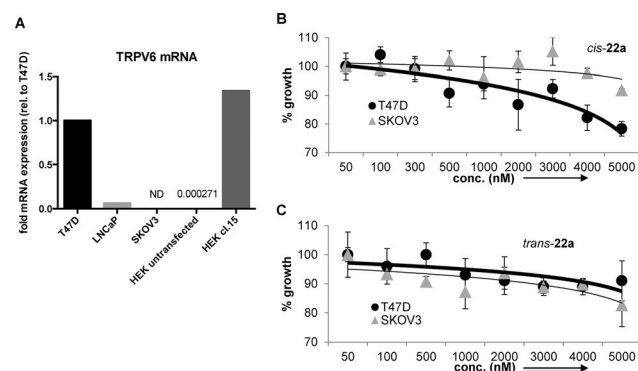 A
TRPV6 mRNA
fold mRNA expression (rel. to T47D)
1.5
1.0
0.5
0.0
ND
0.000271
T47D
LNCaP
SKOV3
HEK untransfected
HEK cl.15
B
cis-22a
% growth
110
100
90
80
70
T47D
SKOV3
50 100 300 500 1000 2000 3000 4000 5000
conc. (nM)
C
trans-22a
% growth
110
100
90
80
70
T47D
SKOV3
50 100 500 1000 2000 3000 4000 5000
conc. (nM)